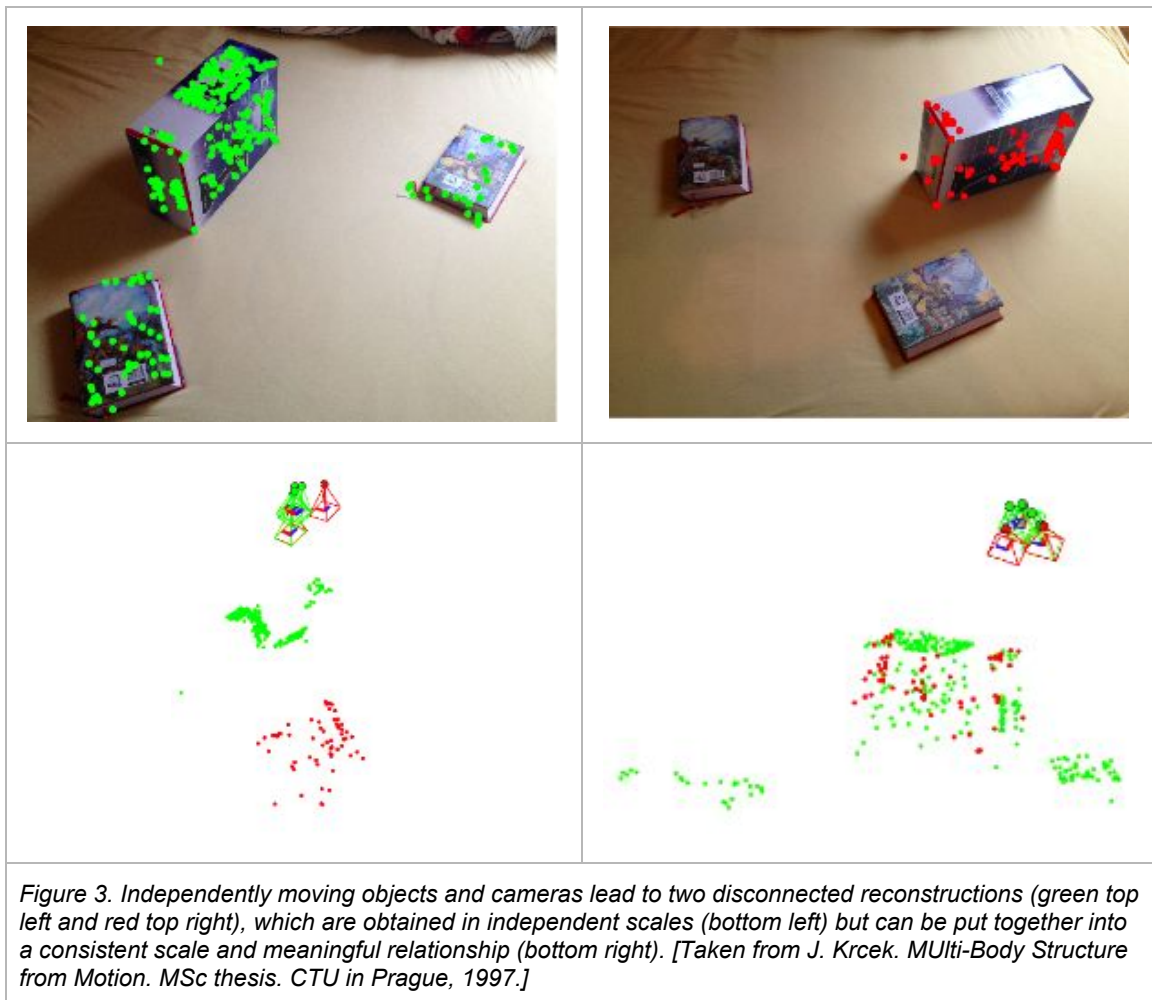 Figure 3. Independently moving objects and cameras lead to two disconnected reconstructions (green top
left and red top right), which are obtained in independent scales (bottom left) but can be put together into
a consistent scale and meaningful relationship (bottom right). [Taken from J. Krcek. MUlti-Body Structure
from Motion. MSc thesis. CTU in Prague, 1997.]